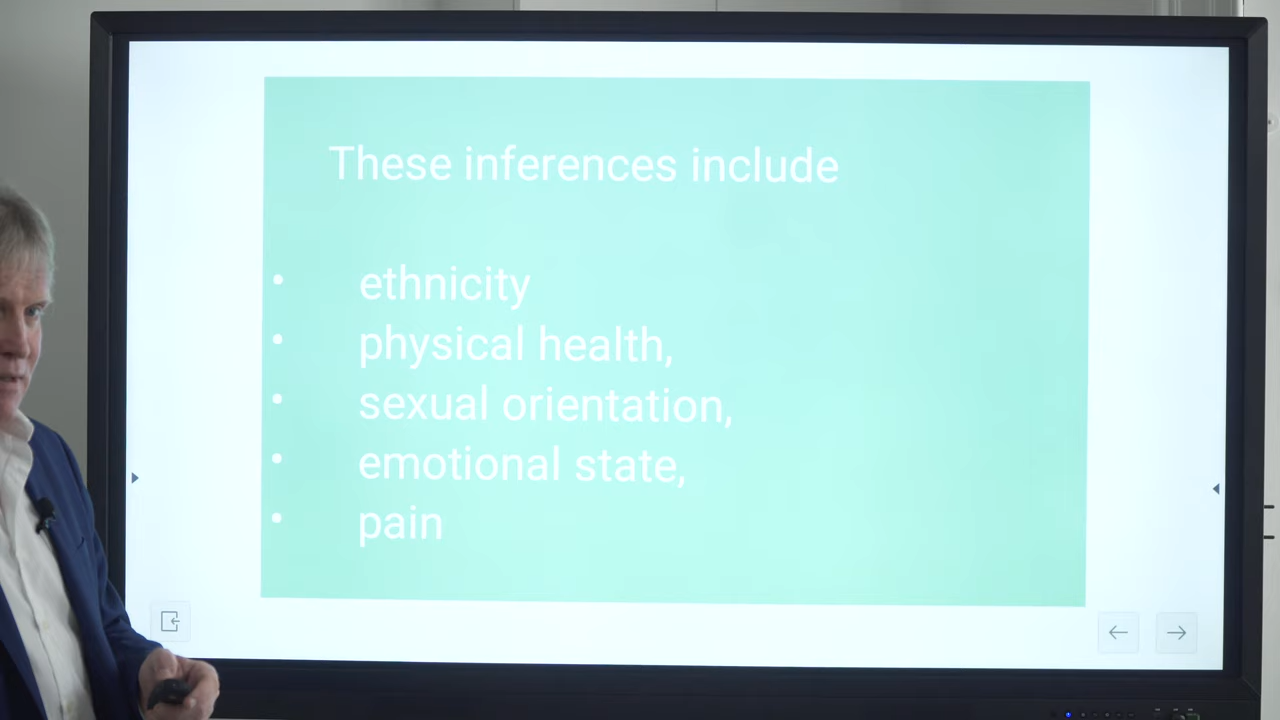 These inferences include
• ethnicity
• physical health,
• sexual orientation,
• emotional state,
• pain